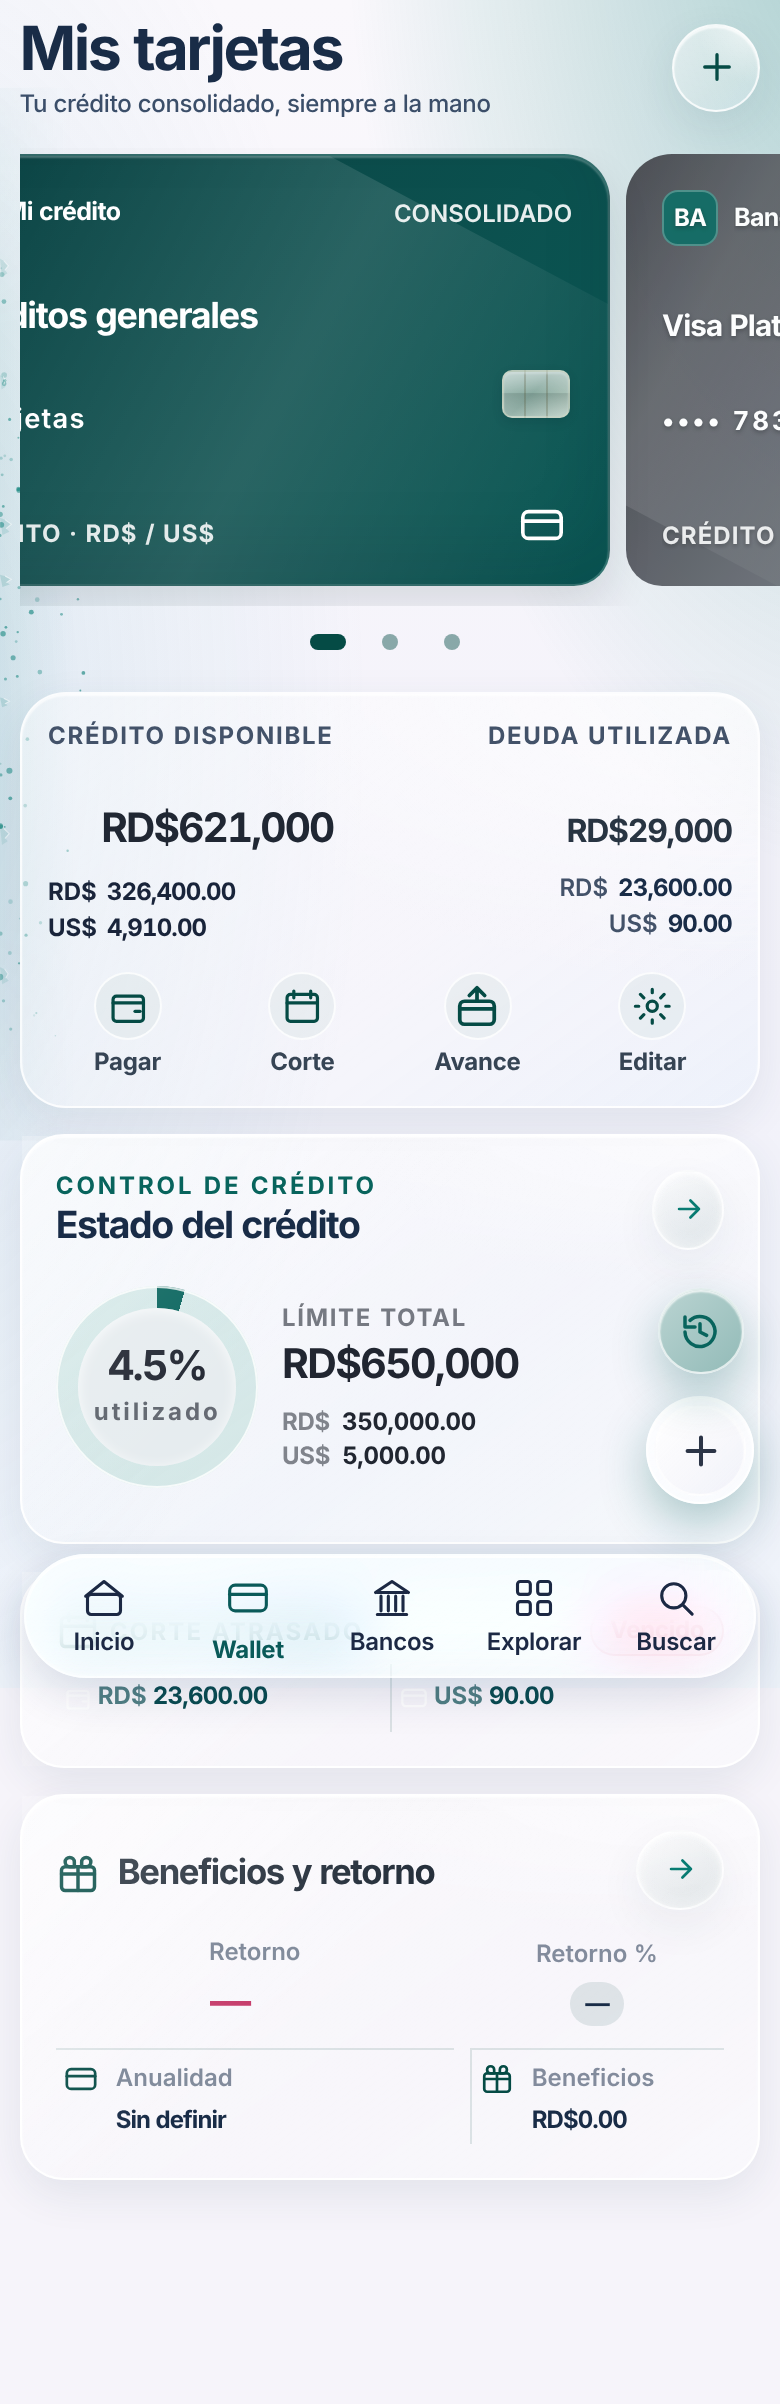 Mis tarjetas
Tu crédito consolidado, siempre a la mano
Mi crédito
CONSOLIDADO
ditos generales
jetas
ITO · RD$ / US$
BA
Ban
Visa Plat
•••• 783
CRÉDITO
CRÉDITO DISPONIBLE
DEUDA UTILIZADA
RD$621,000
RD$29,000
RD$ 326,400.00
US$ 4,910.00
RD$ 23,600.00
US$ 90.00
Pagar
Corte
Avance
Editar
CONTROL DE CRÉDITO
Estado del crédito
4.5%
utilizado
LÍMITE TOTAL
RD$650,000
RD$ 350,000.00
US$ 5,000.00
CORTE ATRASADO
Vencido
Inicio
Wallet
Bancos
Explorar
Buscar
RD$ 23,600.00
US$ 90.00
Beneficios y retorno
Retorno
Retorno %
—
—
Anualidad
Sin definir
Beneficios
RD$0.00